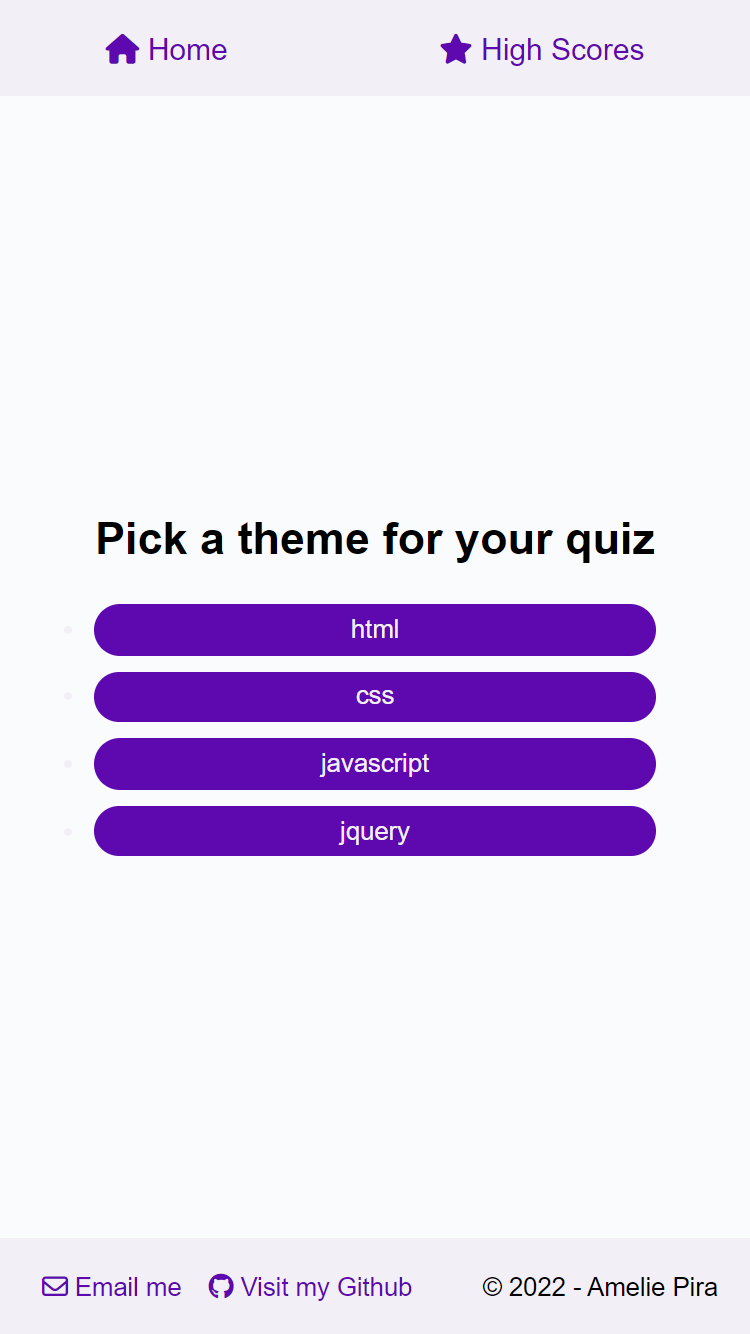 Home High Scores
Pick a theme for your quiz
html
css
javascript
jquery
Email me Visit my Github © 2022 - Amelie Pira